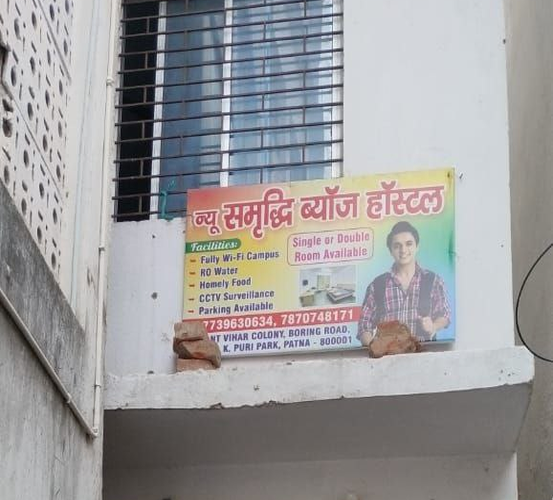 न्यू समृद्धि ब्यॉज हॉस्टल
Facilities:
Single or Double
Room Available
- Fully Wi-Fi Campus
- RO Water
- Homely Food
- CCTV Surveillance
- Parking Available
7739630634, 7870748171
VIHAR COLONY, BORING ROAD,
K. PURI PARK, PATNA - 800001